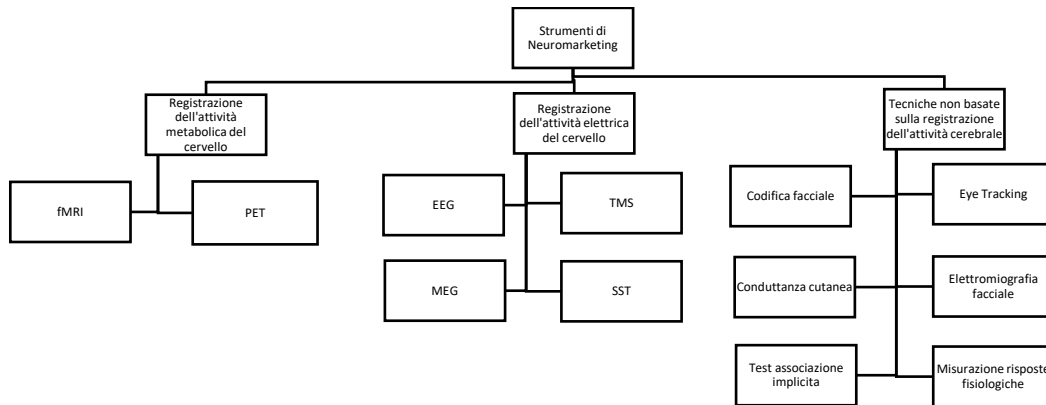 Strumenti di
Neuromarketing
Registrazione
dell'attività
metabolica del
cervello
Registrazione
dell'attività elettrica
del cervello
Tecniche non basate
sulla registrazione
dell'attività cerebrale
fMRI
PET
EEG
TMS
MEG
SST
Codifica facciale
Eye Tracking
Conduttanza cutanea
Elettromiografia
facciale
Test associazione
implicita
Misurazione risposte
fisiologiche